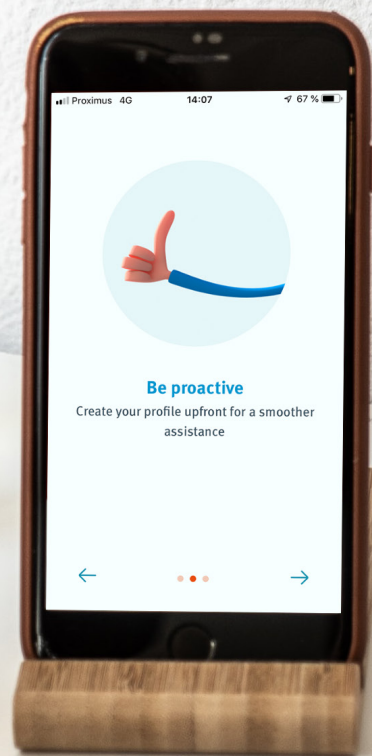 Proximus 4G 14:07 67 %
Be proactive
Create your profile upfront for a smoother
assistance